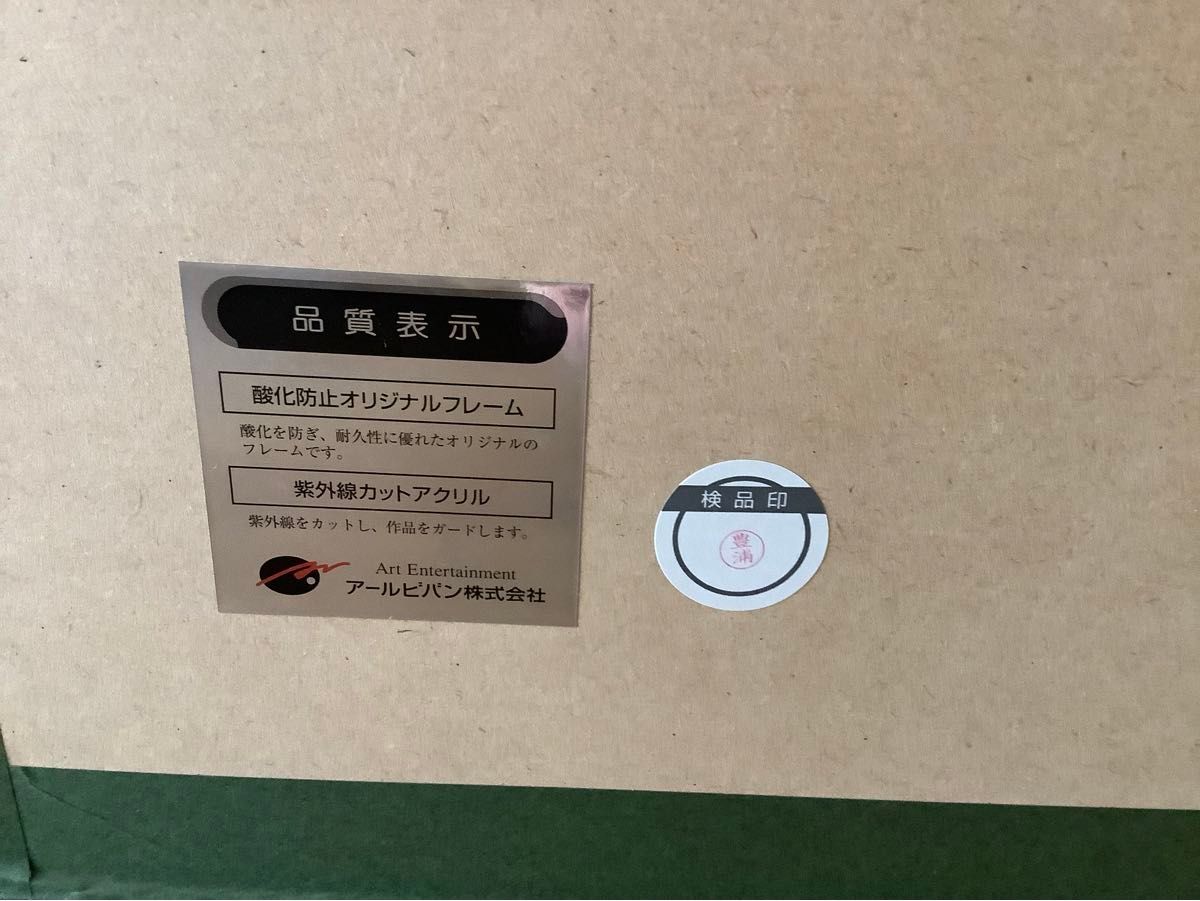 品質表示
酸化防止オリジナルフレーム
酸化を防ぎ、耐久性に優れたオリジナルの
フレームです。
紫外線カットアクリル
紫外線をカットし、作品をガードします。
Art Entertainment
アールビバン株式会社
検品印
豊浦